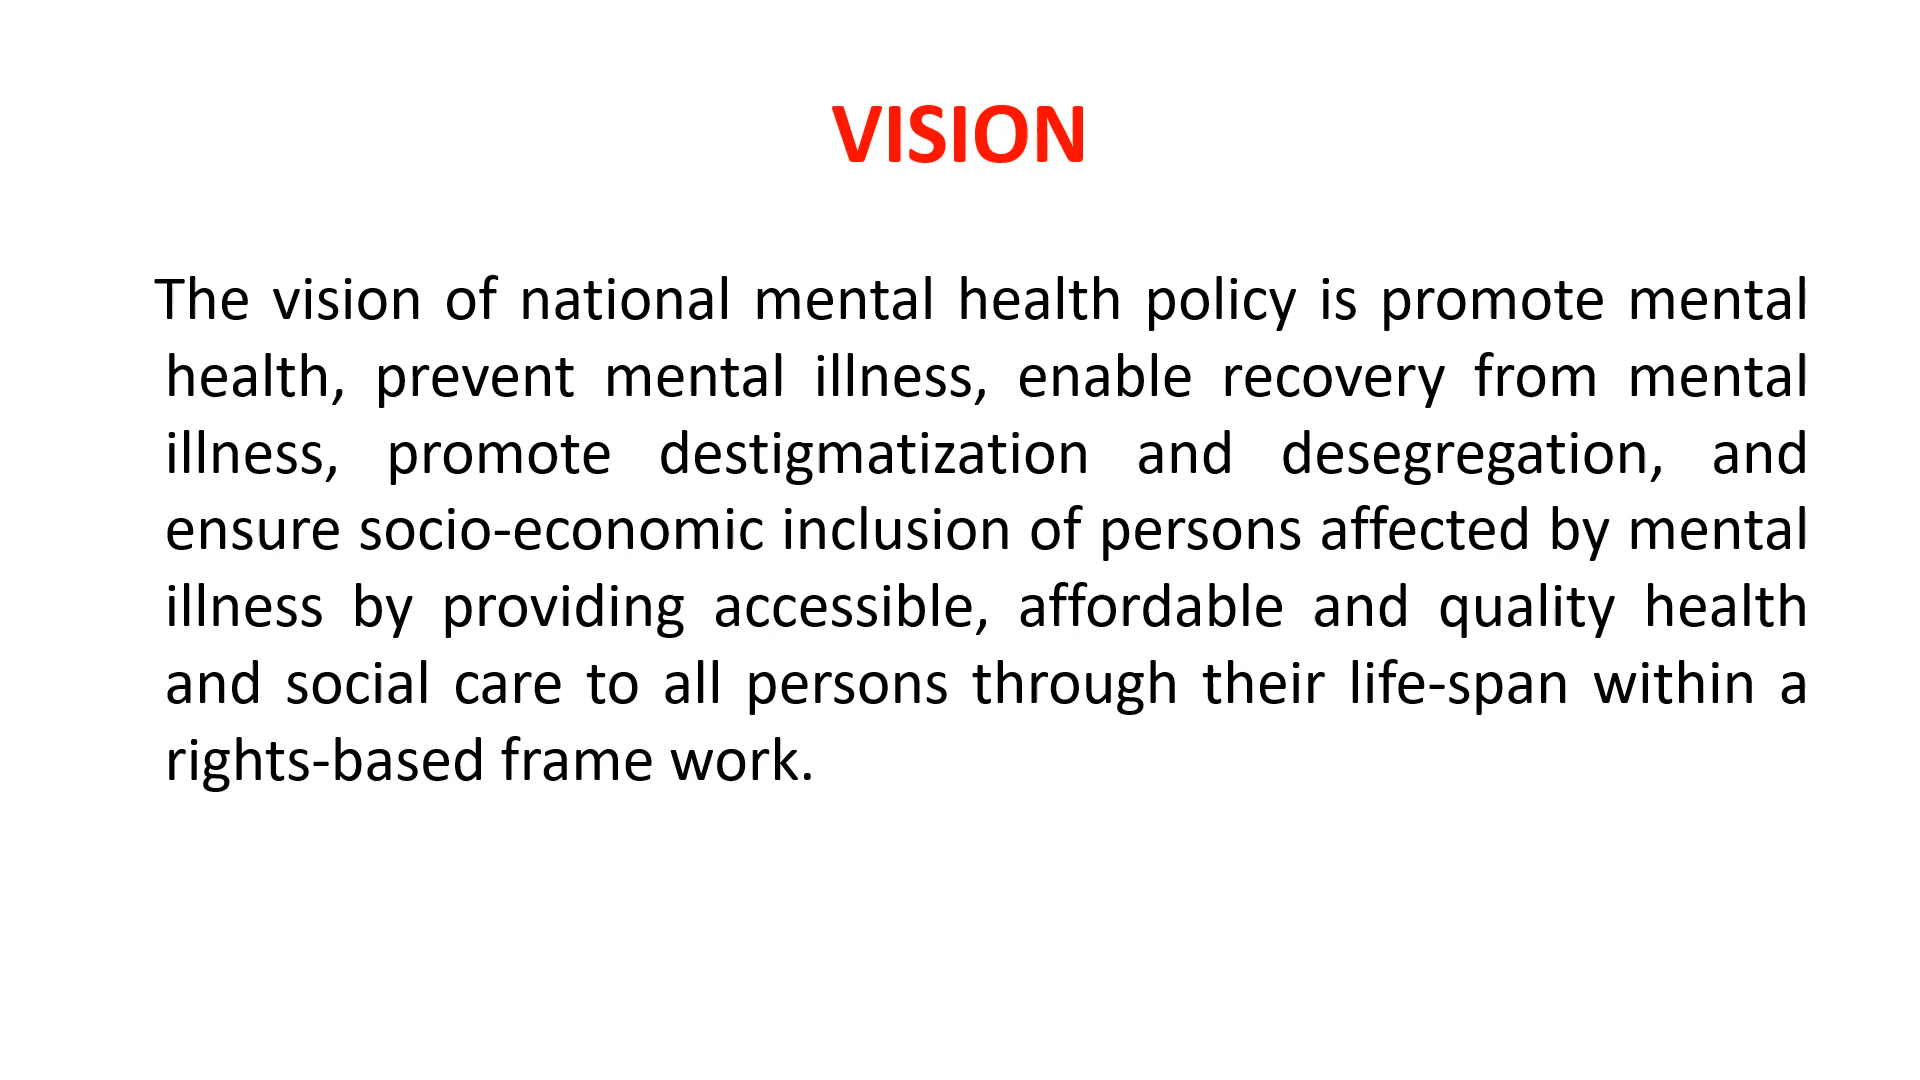 VISION
The vision of national mental health policy is promote mental
health, prevent mental illness, enable recovery from mental
illness, promote destigmatization and desegregation, and
ensure socio-economic inclusion of persons affected by mental
illness by providing accessible, affordable and quality health
and social care to all persons through their life-span within a
rights-based frame work.